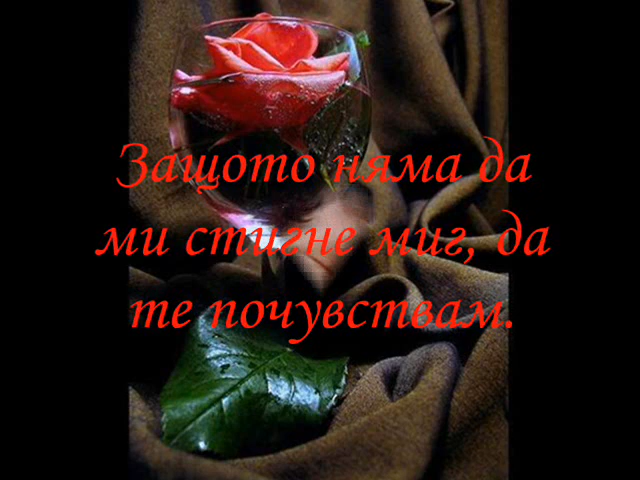 Защото няма да
ми стигне миг, да
те почувствам.